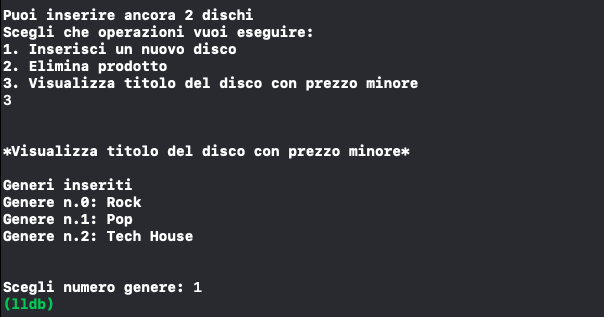 Puoi inserire ancora 2 dischi
Scegli che operazioni vuoi eseguire:
1. Inserisci un nuovo disco
2. Elimina prodotto
3. Visualizza titolo del disco con prezzo minore
3
*Visualizza titolo del disco con prezzo minore*
Generi inseriti
Genere n.0: Rock
Genere n.1: Pop
Genere n.2: Tech House
Scegli numero genere: 1
(lldb)